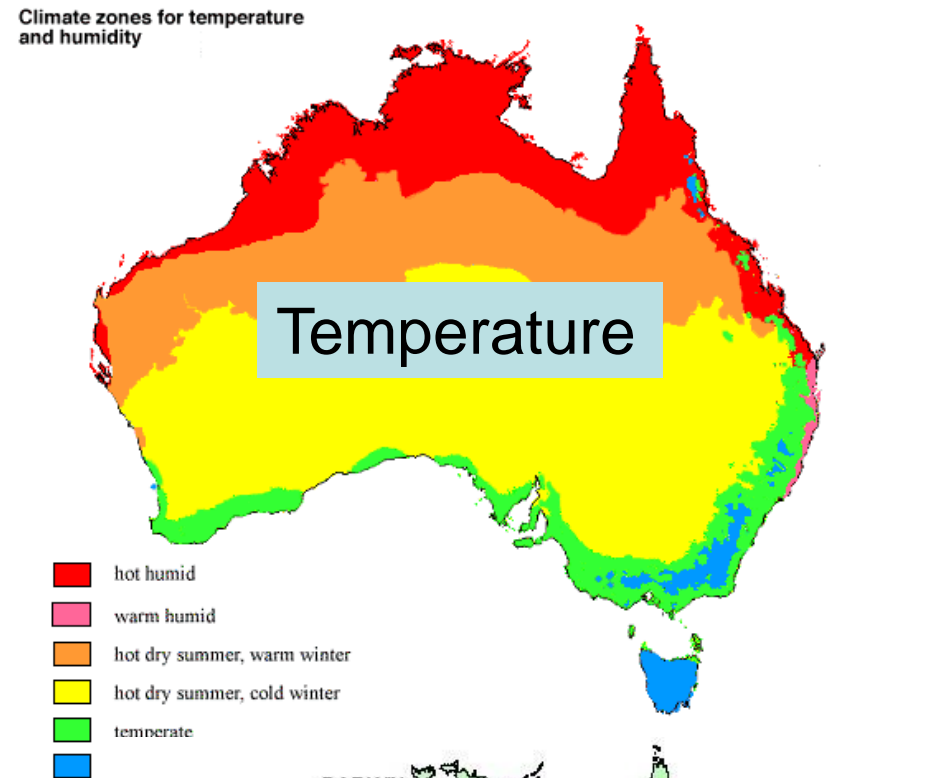 Climate zones for temperature
and humidity
Temperature
hot humid
warm humid
hot dry summer, warm winter
hot dry summer, cold winter
temperate